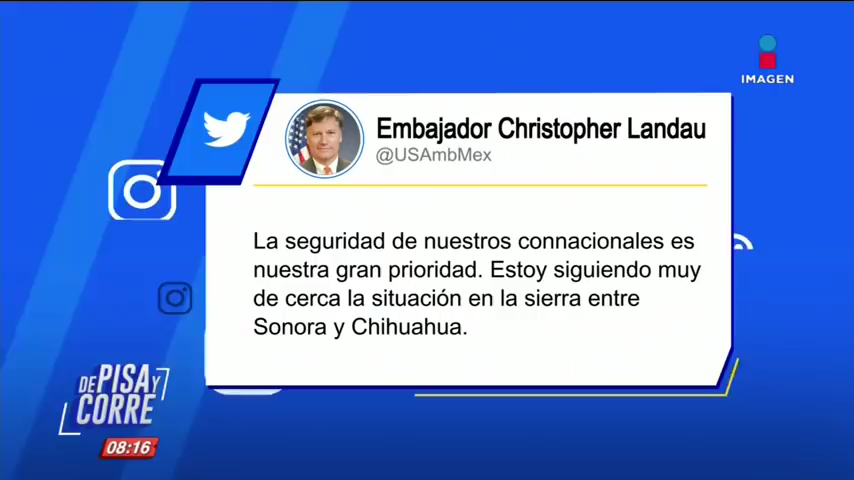 IMAGEN
Embajador Christopher Landau
@USAmbMex
La seguridad de nuestros connacionales es
nuestra gran prioridad. Estoy siguiendo muy
de cerca la situación en la sierra entre
Sonora y Chihuahua.
DE PISA Y
CORRE
08:16